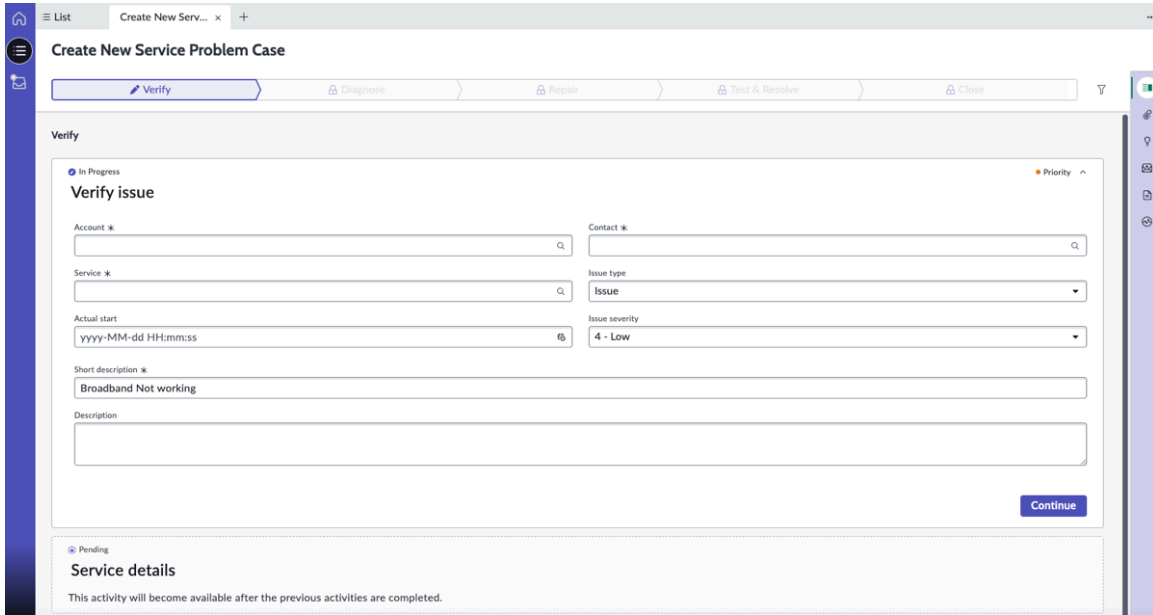 List
Create New Serv... ×
+
Create New Service Problem Case
Verify
Diagnose
Repair
Test & Resolve
Close
Verify
In Progress
Priority
Verify issue
Account *
Contact *
Service *
Issue type
Issue
Actual start
Issue severity
yyyy-MM-dd HH:mm:ss
4 - Low
Short description *
Broadband Not working
Description
Continue
Pending
Service details
This activity will become available after the previous activities are completed.